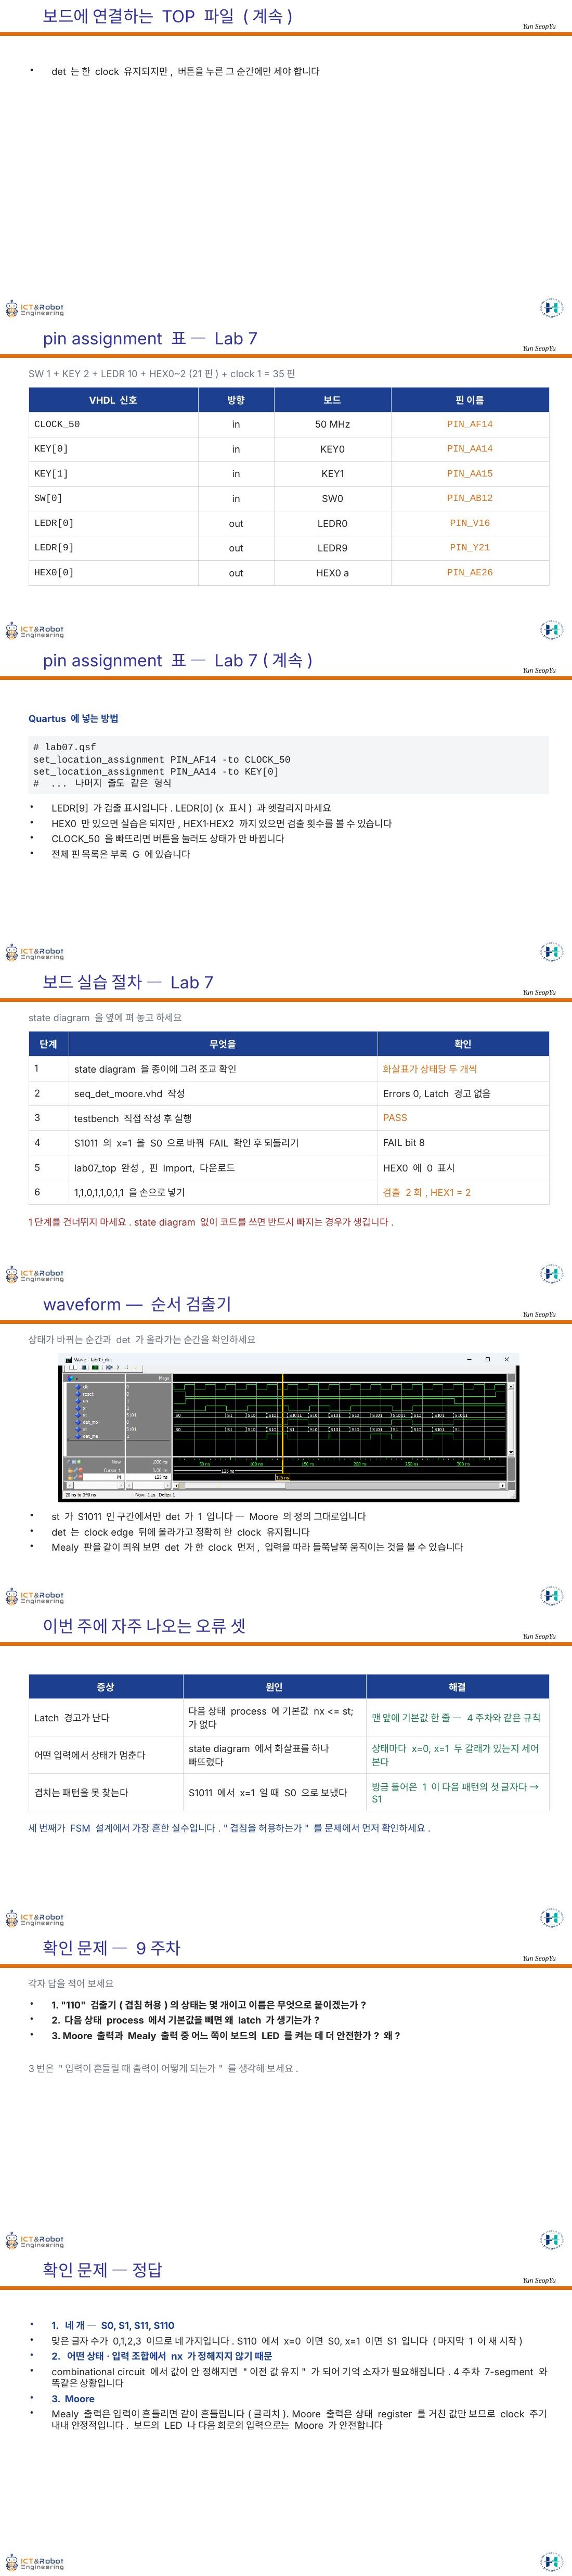 보드에 연결하는 TOP 파일 (계속)
Yun SeopYu
• det 는 한 clock 유지되지만, 버튼을 누른 그 순간에만 세야 합니다
ICT&Robot Engineering
pin assignment 표 — Lab 7
Yun SeopYu
SW 1 + KEY 2 + LEDR 10 + HEX0~2 (21 핀) + clock 1 = 35 핀
VHDL 신호 방향 보드 핀 이름
CLOCK_50 in 50 MHz PIN_AF14
KEY[0] in KEY0 PIN_AA14
KEY[1] in KEY1 PIN_AA15
SW[0] in SW0 PIN_AB12
LEDR[0] out LEDR0 PIN_V16
LEDR[9] out LEDR9 PIN_Y21
HEX0[0] out HEX0 a PIN_AE26
ICT&Robot Engineering
pin assignment 표 — Lab 7 (계속)
Yun SeopYu
Quartus 에 넣는 방법
# lab07.qsf
set_location_assignment PIN_AF14 -to CLOCK_50
set_location_assignment PIN_AA14 -to KEY[0]
# ... 나머지 줄도 같은 형식
• LEDR[9] 가 검출 표시입니다. LEDR[0] (x 표시) 과 헷갈리지 마세요
• HEX0 만 있으면 실습은 되지만, HEX1·HEX2 까지 있으면 검출 횟수를 볼 수 있습니다
• CLOCK_50 을 빠뜨리면 버튼을 눌러도 상태가 안 바뀝니다
• 전체 핀 목록은 부록 G 에 있습니다
ICT&Robot Engineering
보드 실습 절차 — Lab 7
Yun SeopYu
state diagram 을 옆에 펴 놓고 하세요
단계 무엇을 확인
1 state diagram 을 종이에 그려 조교 확인 화살표가 상태당 두 개씩
2 seq_det_moore.vhd 작성 Errors 0, Latch 경고 없음
3 testbench 직접 작성 후 실행 PASS
4 S1011 의 x=1 을 S0 으로 바꿔 FAIL 확인 후 되돌리기 FAIL bit 8
5 lab07_top 완성, 핀 Import, 다운로드 HEX0 에 0 표시
6 1,1,0,1,1,0,1,1 을 손으로 넣기 검출 2 회, HEX1 = 2
1 단계를 건너뛰지 마세요. state diagram 없이 코드를 쓰면 반드시 빠지는 경우가 생깁니다.
ICT&Robot Engineering
waveform — 순서 검출기
Yun SeopYu
상태가 바뀌는 순간과 det 가 올라가는 순간을 확인하세요
Wave - lab05_det
Msgs
• st 가 S1011 인 구간에서만 det 가 1 입니다 — Moore 의 정의 그대로입니다
• det 는 clock edge 뒤에 올라가고 정확히 한 clock 유지됩니다
• Mealy 판을 같이 띄워 보면 det 가 한 clock 먼저, 입력을 따라 들쭉날쭉 움직이는 것을 볼 수 있습니다
ICT&Robot Engineering
이번 주에 자주 나오는 오류 셋
Yun SeopYu
증상 원인 해결
Latch 경고가 난다 다음 상태 process 에 기본값 nx <= st; 가 없다 맨 앞에 기본값 한 줄 — 4 주차와 같은 규칙
어떤 입력에서 상태가 멈춘다 state diagram 에서 화살표를 하나 빠뜨렸다 상태마다 x=0, x=1 두 갈래가 있는지 세어 본다
겹치는 패턴을 못 찾는다 S1011 에서 x=1 일 때 S0 으로 보냈다 방금 들어온 1 이 다음 패턴의 첫 글자다 → S1
세 번째가 FSM 설계에서 가장 흔한 실수입니다. "겹침을 허용하는가" 를 문제에서 먼저 확인하세요.
ICT&Robot Engineering
확인 문제 — 9 주차
Yun SeopYu
각자 답을 적어 보세요
• 1. "110" 검출기 (겹침 허용) 의 상태는 몇 개이고 이름은 무엇으로 붙이겠는가?
• 2. 다음 상태 process 에서 기본값을 빼면 왜 latch 가 생기는가?
• 3. Moore 출력과 Mealy 출력 중 어느 쪽이 보드의 LED 를 켜는 데 더 안전한가? 왜?
3 번은 "입력이 흔들릴 때 출력이 어떻게 되는가" 를 생각해 보세요.
ICT&Robot Engineering
확인 문제 — 정답
Yun SeopYu
• 1. 네 개 — S0, S1, S11, S110
• 맞은 글자 수가 0,1,2,3 이므로 네 가지입니다. S110 에서 x=0 이면 S0, x=1 이면 S1 입니다 (마지막 1 이 새 시작)
• 2. 어떤 상태·입력 조합에서 nx 가 정해지지 않기 때문
• combinational circuit 에서 값이 안 정해지면 "이전 값 유지" 가 되어 기억 소자가 필요해집니다. 4 주차 7-segment 와
똑같은 상황입니다
• 3. Moore
• Mealy 출력은 입력이 흔들리면 같이 흔들립니다 (글리치). Moore 출력은 상태 register 를 거친 값만 보므로 clock 주기
내내 안정적입니다. 보드의 LED 나 다음 회로의 입력으로는 Moore 가 안전합니다
ICT&Robot Engineering